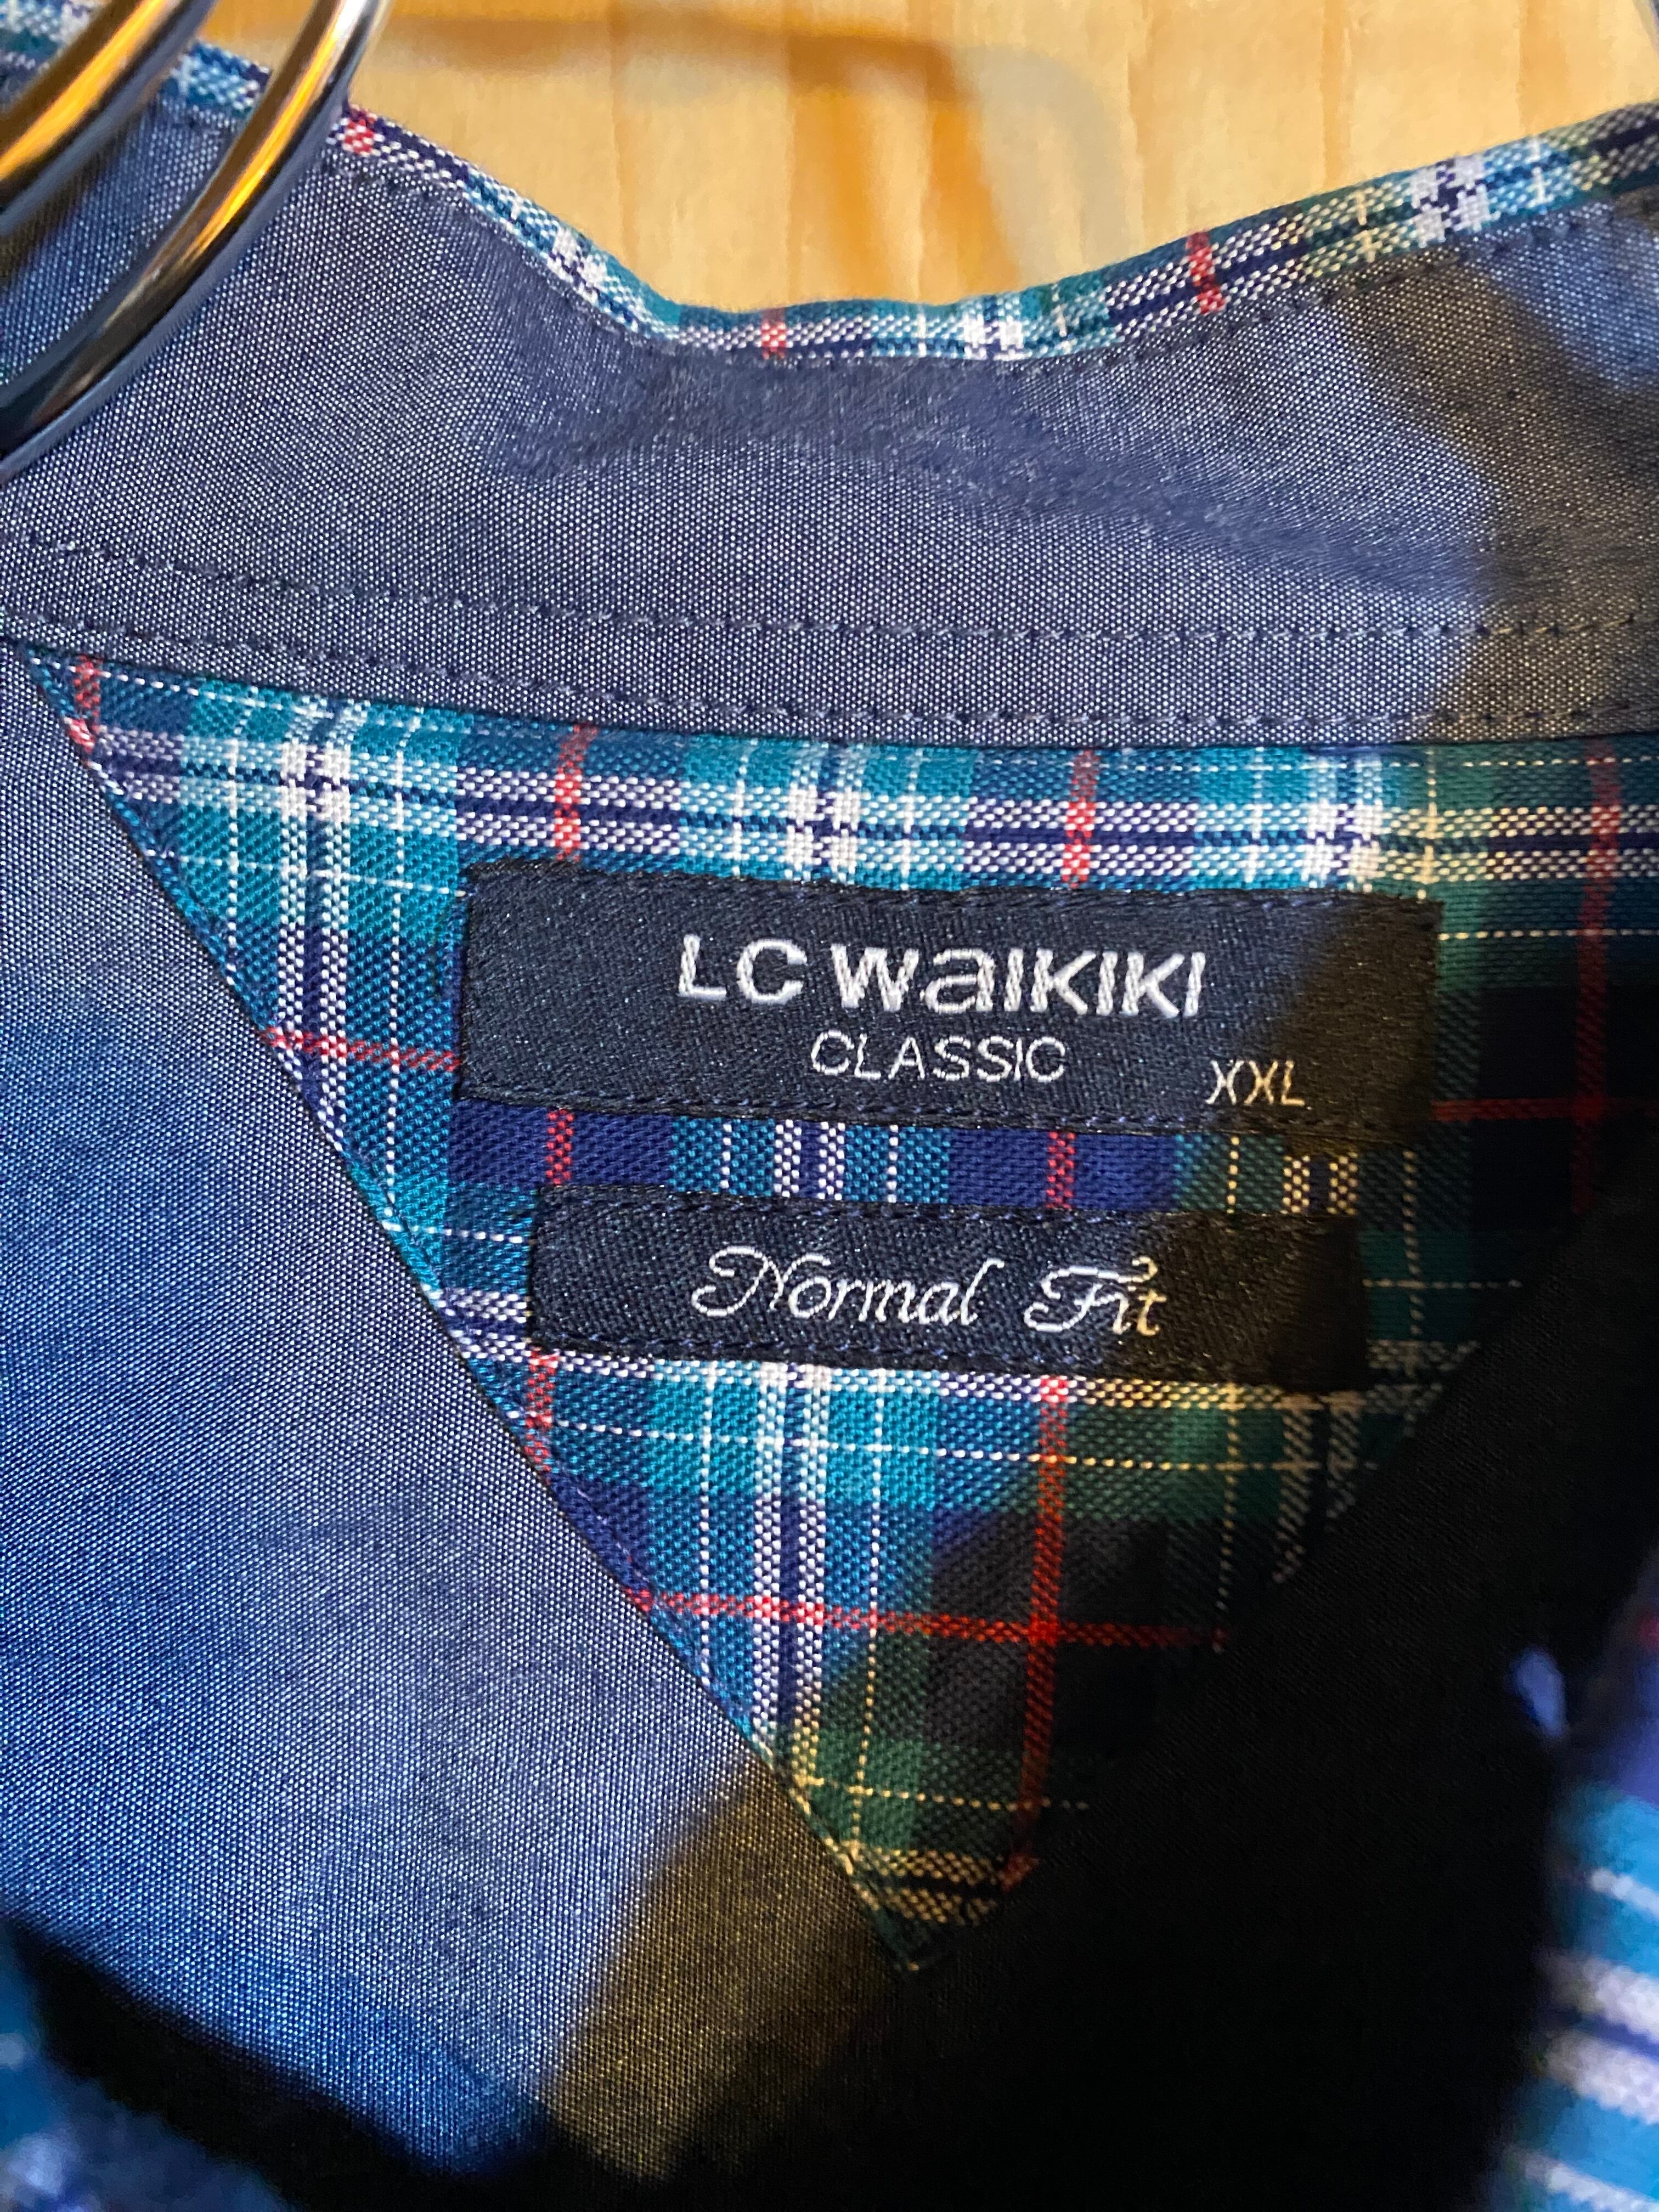 LC WAIKIKI
CLASSIC
XXL
Normal Fit